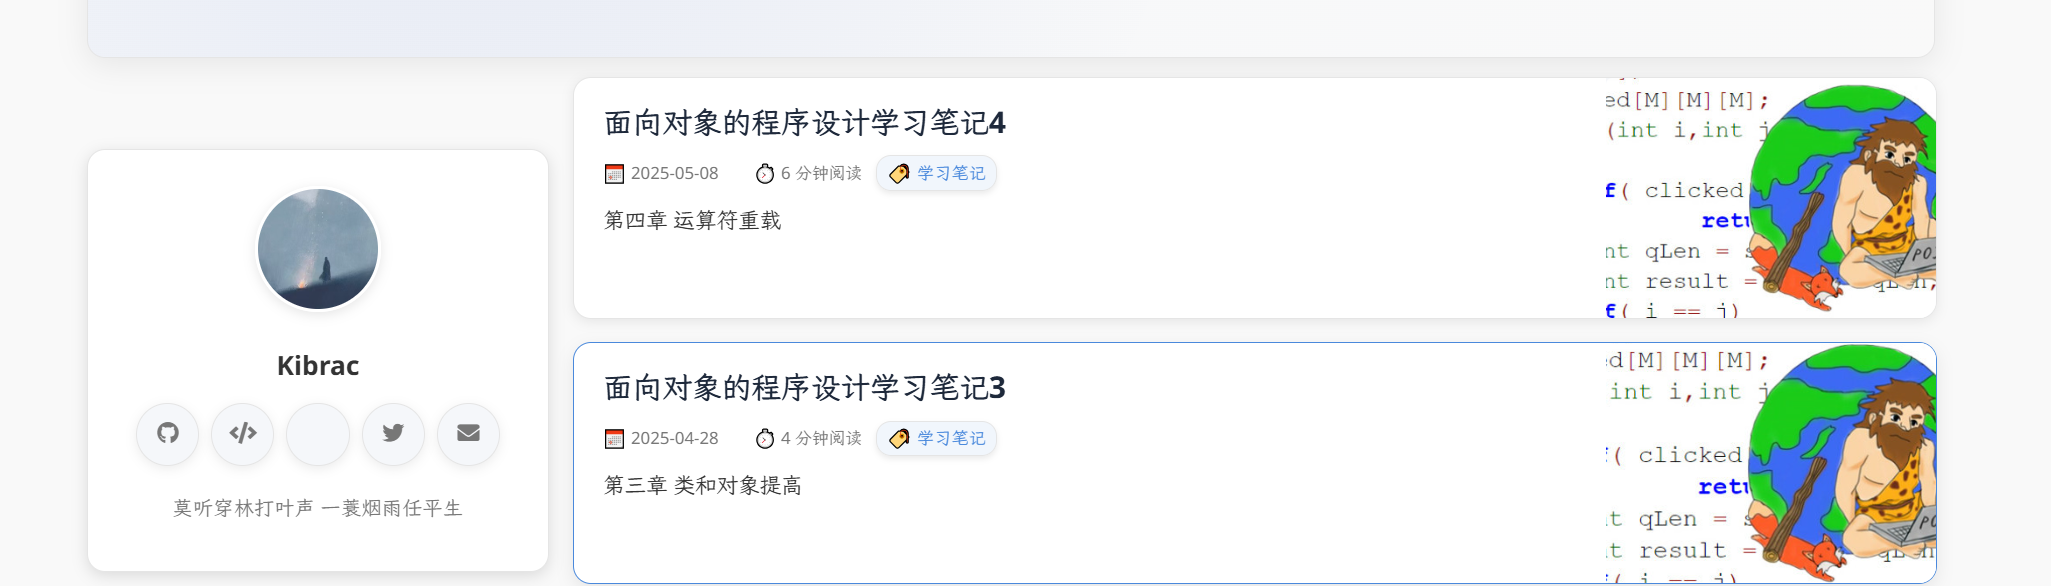 Kibrac
莫听穿林打叶声 一蓑烟雨任平生
面向对象的程序设计学习笔记4
2025-05-08 6 分钟阅读 学习笔记
第四章 运算符重载
ed[M][M][M];
(int i,int j
f( clicked
retu
nt qLen = s
nt result =
f( i == j)
面向对象的程序设计学习笔记3
2025-04-28 4 分钟阅读 学习笔记
第三章 类和对象提高
d[M][M][M];
int i,int j
( clicked
retu
t qLen = s
t result =
( i == j)